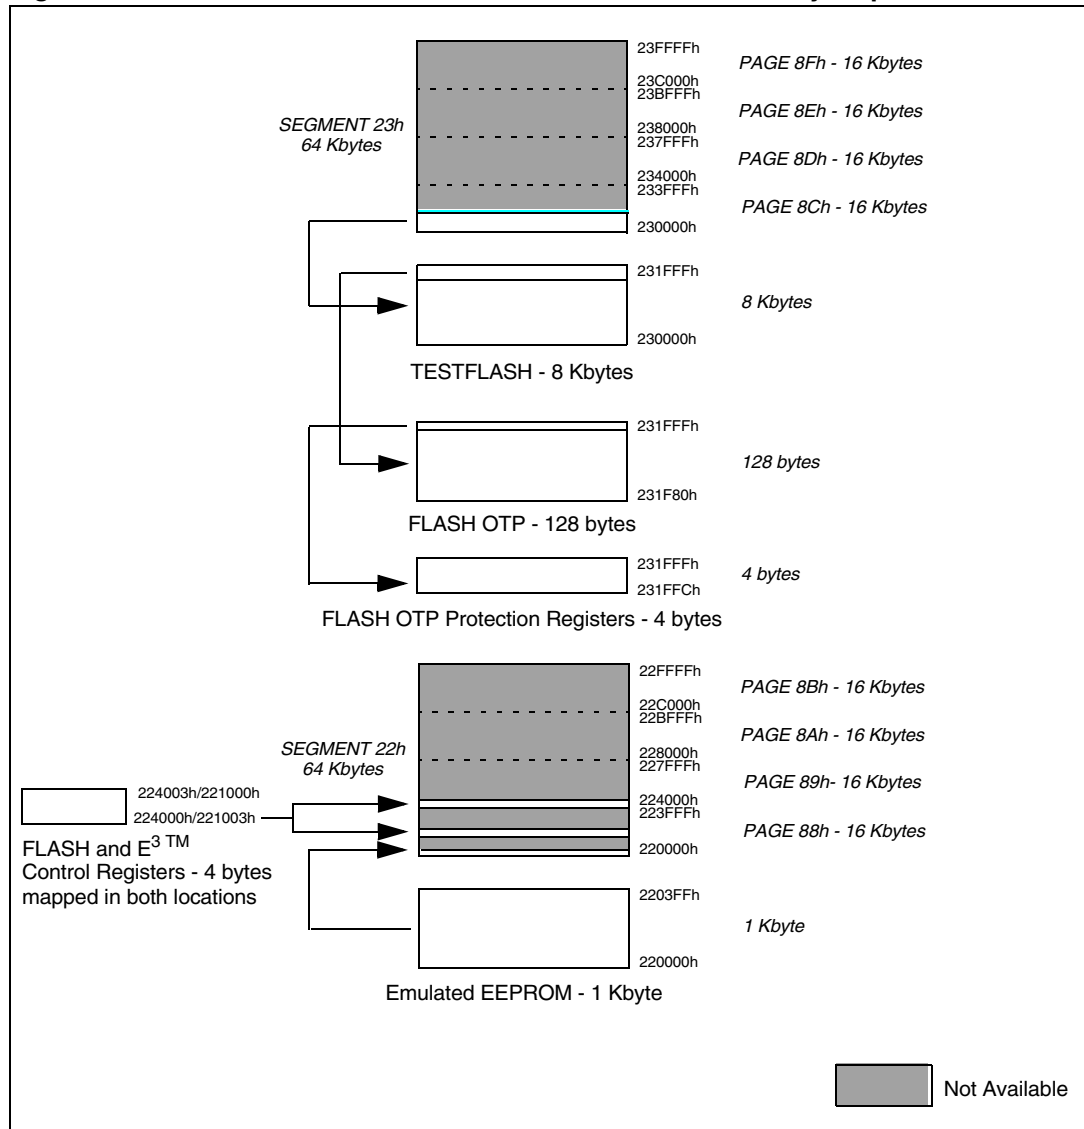 23FFFFh
PAGE 8Fh - 16 Kbytes
23C000h
23BFFFh
PAGE 8Eh - 16 Kbytes
SEGMENT 23h
64 Kbytes
238000h
237FFFh
PAGE 8Dh - 16 Kbytes
234000h
233FFFh
PAGE 8Ch - 16 Kbytes
230000h
231FFFh
8 Kbytes
230000h
TESTFLASH - 8 Kbytes
231FFFh
128 bytes
231F80h
FLASH OTP - 128 bytes
231FFFh
4 bytes
231FFCh
FLASH OTP Protection Registers - 4 bytes
22FFFFh
PAGE 8Bh - 16 Kbytes
22C000h
22BFFFh
PAGE 8Ah - 16 Kbytes
SEGMENT 22h
64 Kbytes
228000h
227FFFh
PAGE 89h- 16 Kbytes
224000h
223FFFh
PAGE 88h - 16 Kbytes
220000h
224003h/221000h
224000h/221003h
FLASH and E3 TM
Control Registers - 4 bytes
mapped in both locations
2203FFh
1 Kbyte
220000h
Emulated EEPROM - 1 Kbyte
Not Available